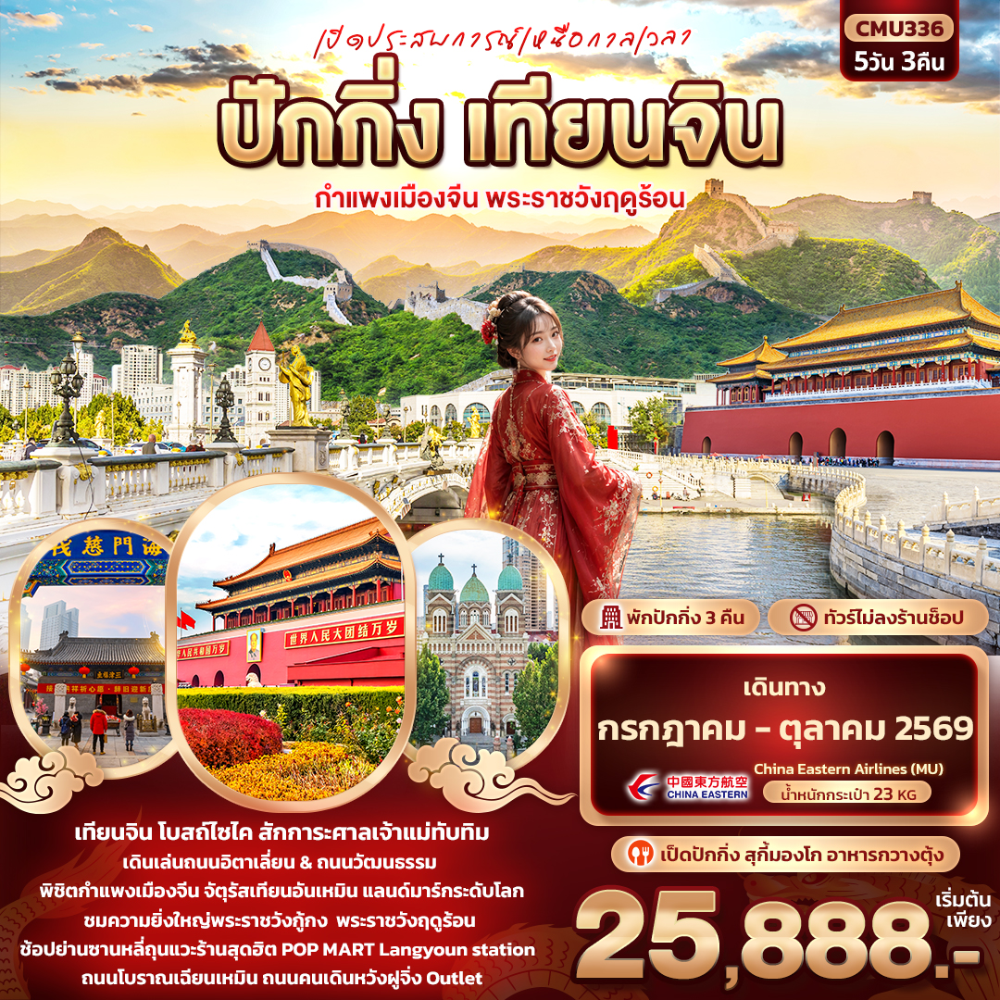 เปิดประสบการณ์เหนือกาลเวลา
CMU336
5วัน 3คืน
ปักกิ่ง เทียนจิน
กำแพงเมืองจีน พระราชวังฤดูร้อน
海門慈
世界人民大团结万岁
พักปักกิ่ง 3 คืน
ทัวร์ไม่ลงร้านช็อป
เดินทาง
กรกฎาคม - ตุลาคม 2569
中國東方航空
CHINA EASTERN
China Eastern Airlines (MU)
น้ำหนักกระเป๋า 23 KG
เป็ดปักกิ่ง สุกี้มองโก อาหารกวางตุ้ง
เริ่มต้น
เพียง
25,888.-
เทียนจิน โบสถ์ไซไค สักการะศาลเจ้าแม่ทับทิม
เดินเล่นถนนอิตาเลี่ยน & ถนนวัฒนธรรม
พิชิตกำแพงเมืองจีน จัตุรัสเทียนอันเหมิน แลนด์มาร์กระดับโลก
ชมความยิ่งใหญ่พระราชวังกู้กง พระราชวังฤดูร้อน
ช้อปย่านซานหลี่ถุนแวะร้านสุดฮิต POP MART Langyoun station
ถนนโบราณเฉียนเหมิน ถนนคนเดินหวังฝูจิ่ง Outlet